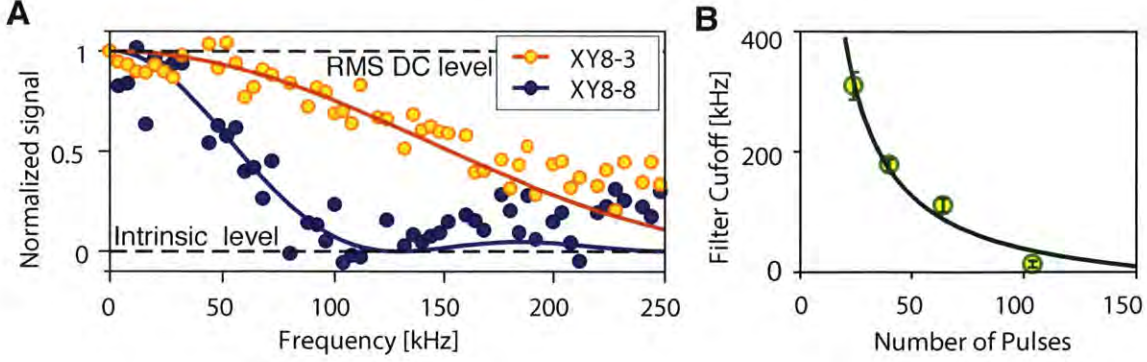 A
Normalized signal
1
0.5
0
RMS DC level
XY8-3
XY8-8
Intrinsic level
0
50
100
150
200
250
Frequency [kHz]
B
Filter Cufoff [kHz]
400
200
0
0
50
100
150
Number of Pulses